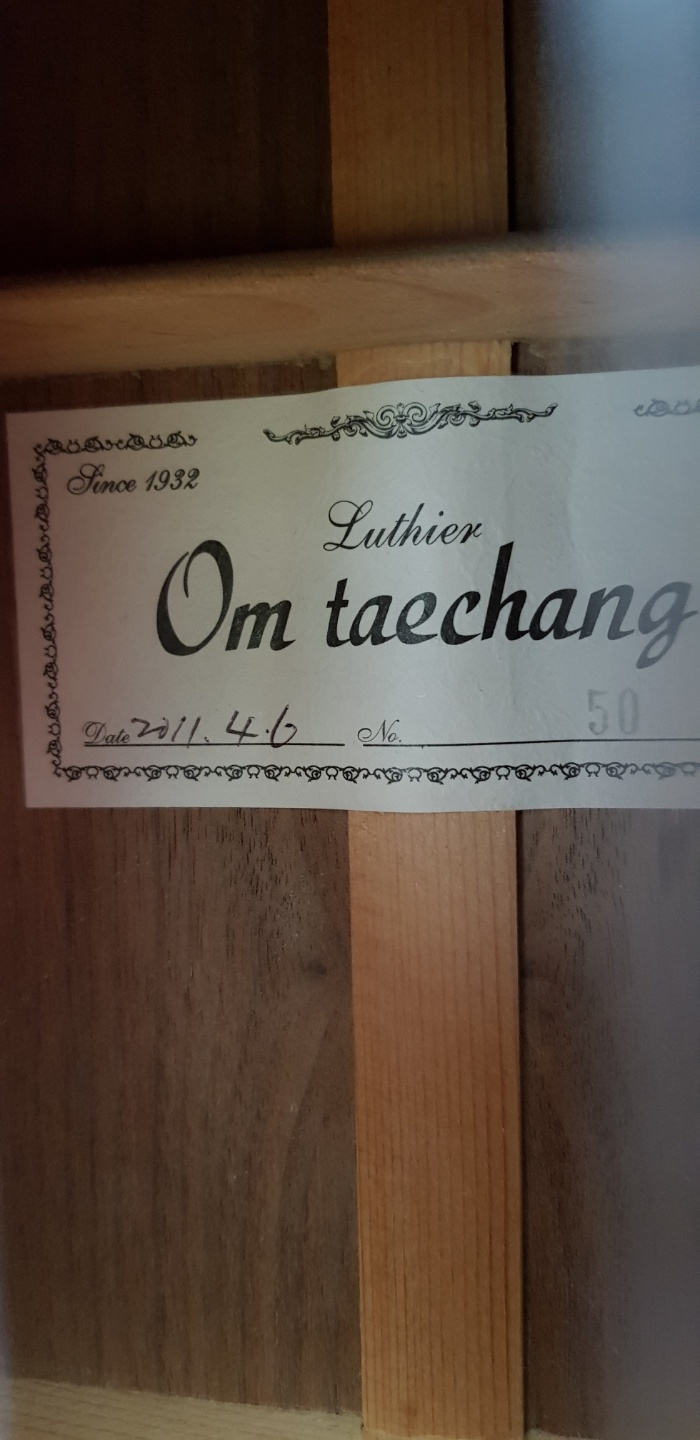 Since 1932
Luthier
Om taechang
Date 2011.4.6 No. 50